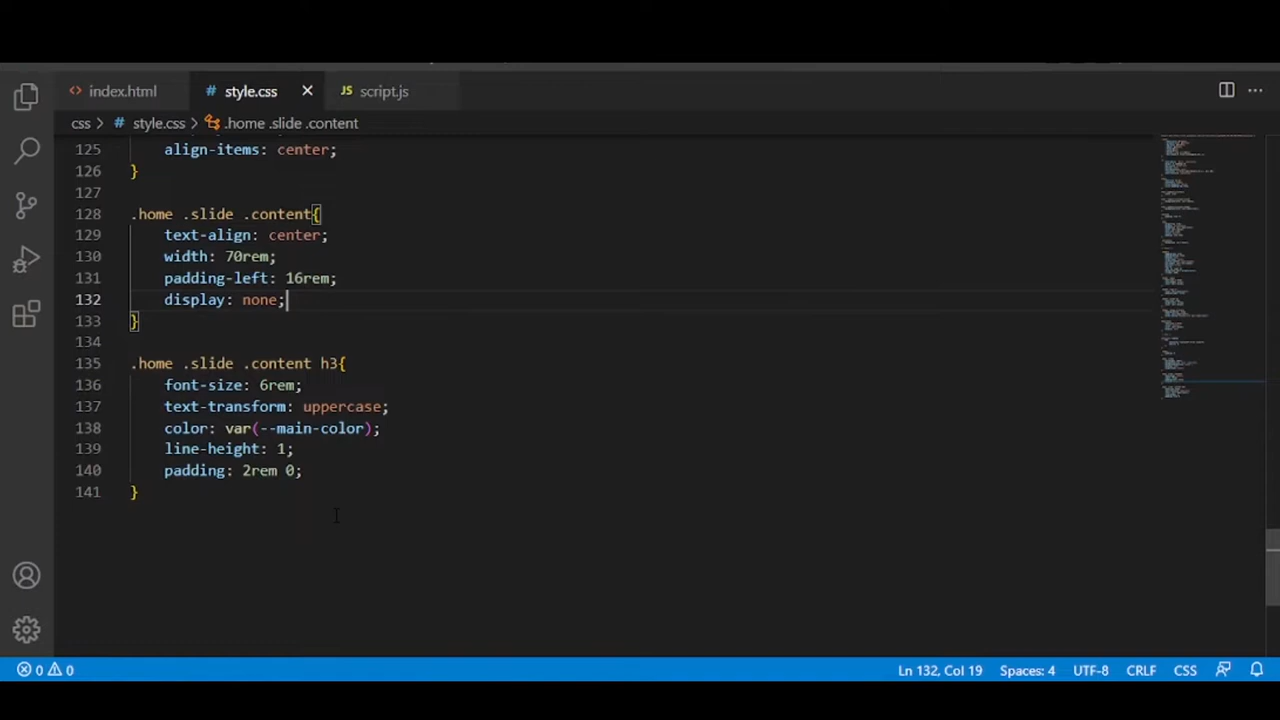 index.html
style.css
script.js
css
style.css
.home .slide .content
125 align-items: center;
126 }
127
128 .home .slide .content{
129 text-align: center;
130 width: 70rem;
131 padding-left: 16rem;
132 display: none;
133 }
134
135 .home .slide .content h3{
136 font-size: 6rem;
137 text-transform: uppercase;
138 color: var(--main-color);
139 line-height: 1;
140 padding: 2rem 0;
141 }
0 0
Ln 132, Col 19
Spaces: 4
UTF-8
CRLF
CSS